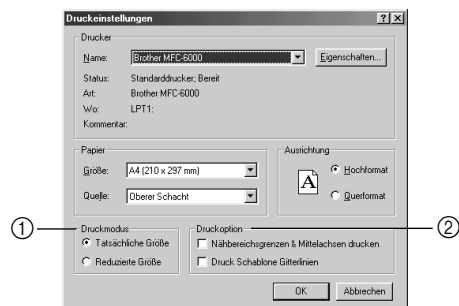 Druckeinstellungen
Drucker
Name: Brother MFC-6000 Eigenschaften...
Status: Standarddrucker; Bereit
Art: Brother MFC-6000
Wo: LPT1:
Kommentar:
Papier
Größe: A4 (210 x 297 mm)
Quelle: Oberer Schacht
Ausrichtung
A
Hochformat
Querformat
1
Druckmodus
Tatsächliche Größe
Reduzierte Größe
Druckoption
2
Nähbereichsgrenzen & Mittelachsen drucken
Druck Schablone Gitterlinien
OK Abbrechen